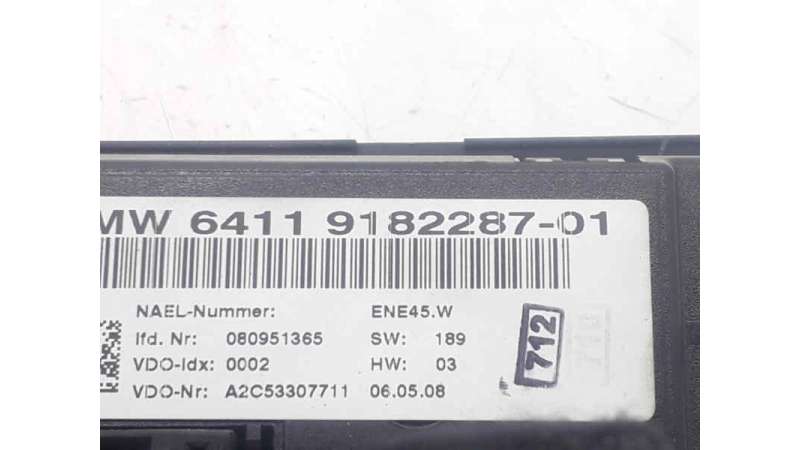 MW 6411 9182287-01
NAEL-Nummer: ENE45.W
lfd. Nr: 080951365 SW: 189
VDO-Idx: 0002 HW: 03
VDO-Nr: A2C53307711 06.05.08
712